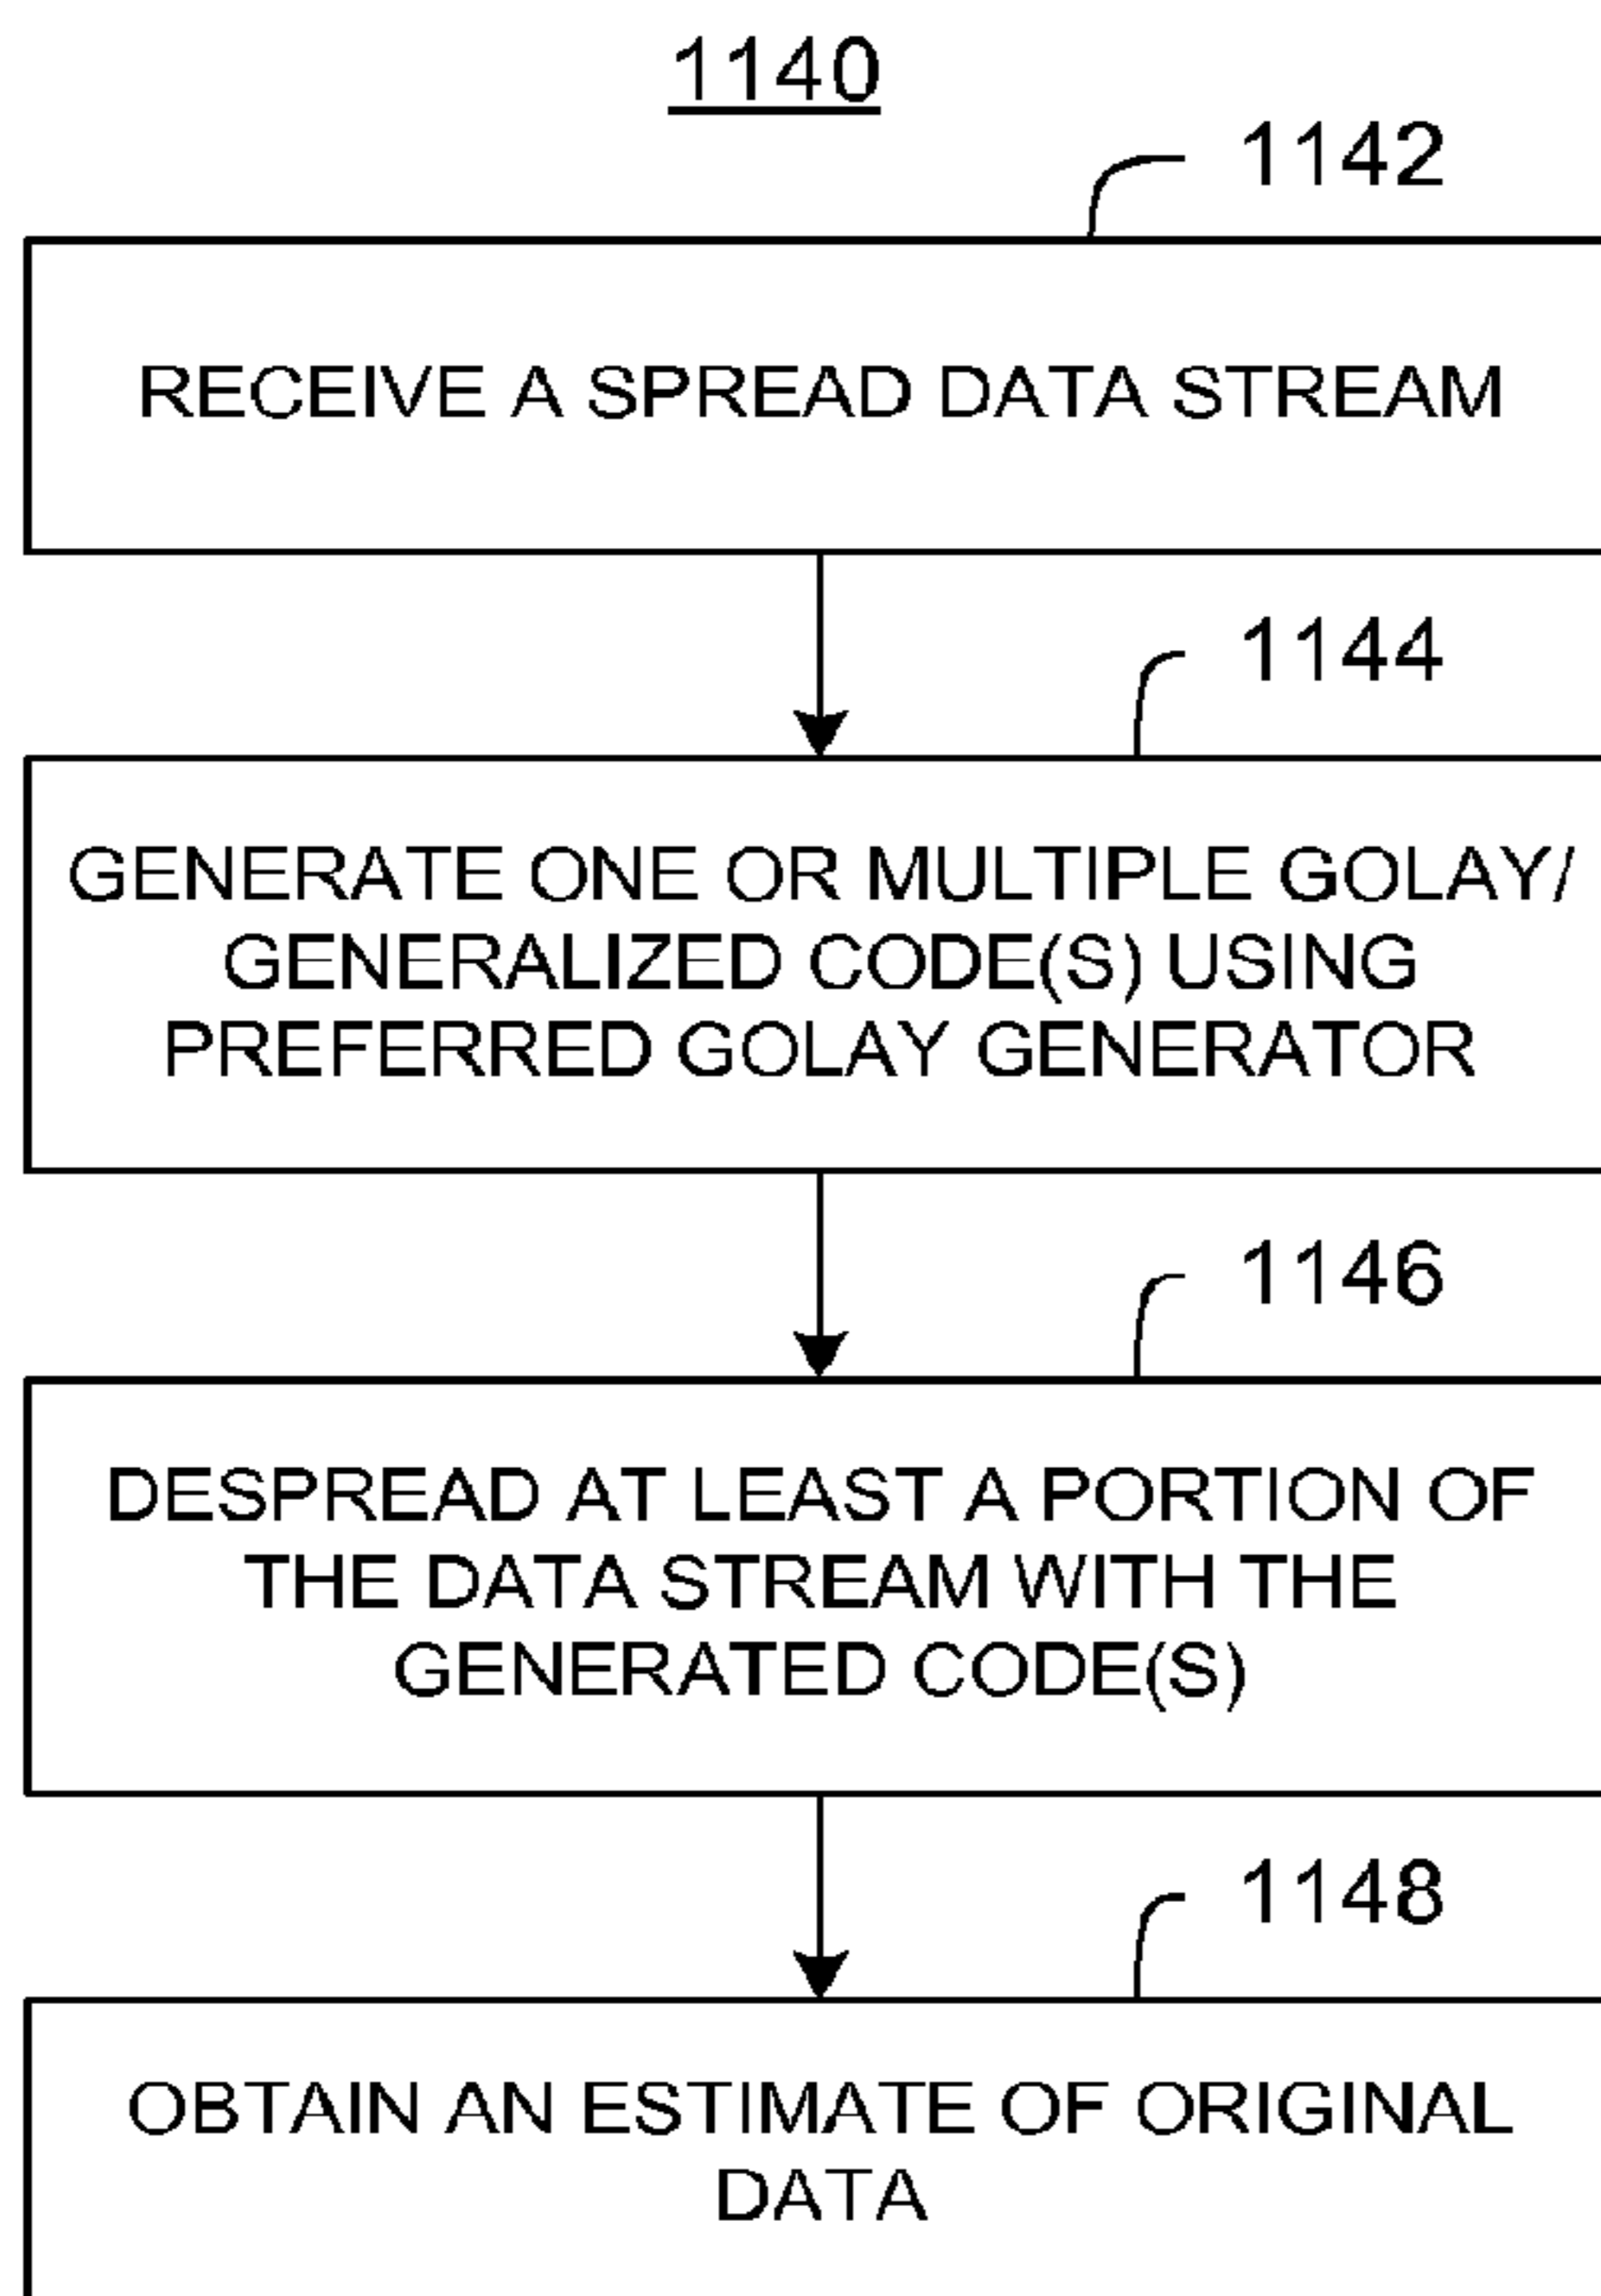 1140
1142
RECEIVE A SPREAD DATA STREAM
1144
GENERATE ONE OR MULTIPLE GOLAY/
GENERALIZED CODE(S) USING
PREFERRED GOLAY GENERATOR
1146
DESPREAD AT LEAST A PORTION OF
THE DATA STREAM WITH THE
GENERATED CODE(S)
1148
OBTAIN AN ESTIMATE OF ORIGINAL
DATA